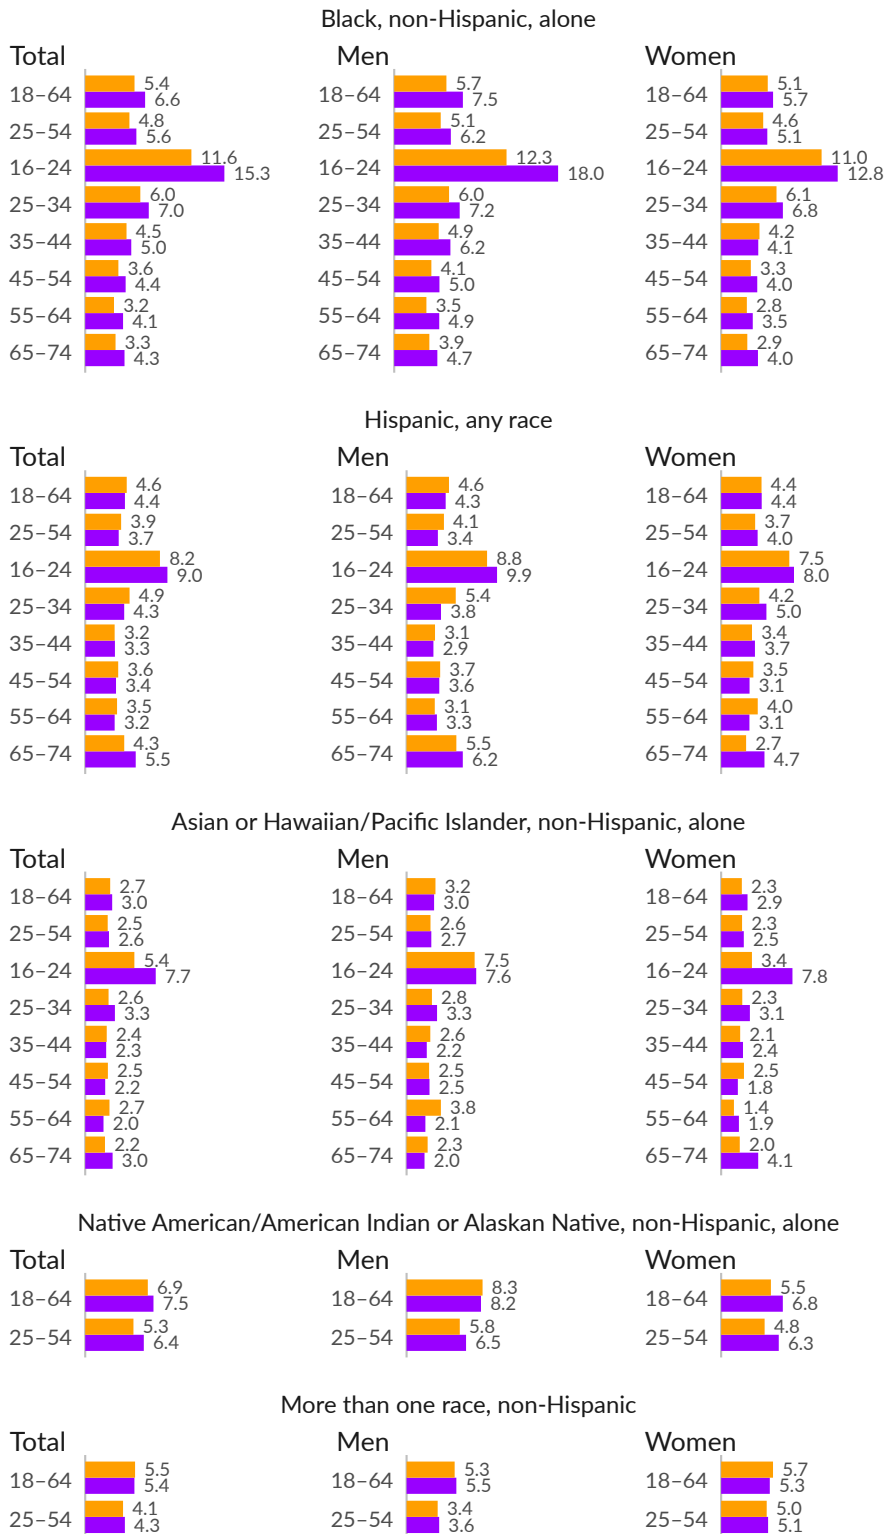 Black, non-Hispanic, alone
Total Men Women
5.4 5.7 5.1
18–64 6.6 18–64 7.5 18–64 5.7
4.8 5.1 4.6
25–54 5.6 25–54 6.2 25–54 5.1
11.6 12.3 11.0
16–24 15.3 16–24 18.0 16–24 12.8
6.0 6.0 6.1
25–34 7.0 25–34 7.2 25–34 6.8
4.5 4.9 4.2
35–44 5.0 35–44 6.2 35–44 4.1
3.6 4.1 3.3
45–54 4.4 45–54 5.0 45–54 4.0
3.2 3.5 2.8
55–64 4.1 55–64 4.9 55–64 3.5
3.3 3.9 2.9
65–74 4.3 65–74 4.7 65–74 4.0
Hispanic, any race
Total Men Women
4.6 4.6 4.4
18–64 4.4 18–64 4.3 18–64 4.4
3.9 4.1 3.7
25–54 3.7 25–54 3.4 25–54 4.0
8.2 8.8 7.5
16–24 9.0 16–24 9.9 16–24 8.0
4.9 5.4 4.2
25–34 4.3 25–34 3.8 25–34 5.0
3.2 3.1 3.4
35–44 3.3 35–44 2.9 35–44 3.7
3.6 3.7 3.5
45–54 3.4 45–54 3.6 45–54 3.1
3.5 3.1 4.0
55–64 3.2 55–64 3.3 55–64 3.1
4.3 5.5 2.7
65–74 5.5 65–74 6.2 65–74 4.7
Asian or Hawaiian/Pacific Islander, non-Hispanic, alone
Total Men Women
2.7 3.2 2.3
18–64 3.0 18–64 3.0 18–64 2.9
2.5 2.6 2.3
25–54 2.6 25–54 2.7 25–54 2.5
5.4 7.5 3.4
16–24 7.7 16–24 7.6 16–24 7.8
2.6 2.8 2.3
25–34 3.3 25–34 3.3 25–34 3.1
2.4 2.6 2.1
35–44 2.3 35–44 2.2 35–44 2.4
2.5 2.5 2.5
45–54 2.2 45–54 2.5 45–54 1.8
2.7 3.8 1.4
55–64 2.0 55–64 2.1 55–64 1.9
2.2 2.3 2.0
65–74 3.0 65–74 2.0 65–74 4.1
Native American/American Indian or Alaskan Native, non-Hispanic, alone
Total Men Women
6.9 8.3 5.5
18–64 7.5 18–64 8.2 18–64 6.8
5.3 5.8 4.8
25–54 6.4 25–54 6.5 25–54 6.3
More than one race, non-Hispanic
Total Men Women
5.5 5.3 5.7
18–64 5.4 18–64 5.5 18–64 5.3
4.1 3.4 5.0
25–54 4.3 25–54 3.6 25–54 5.1